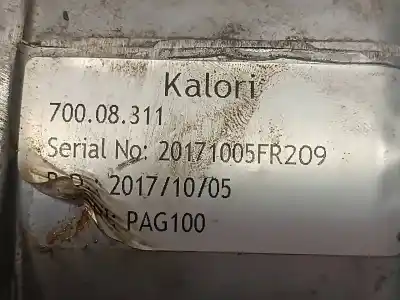 Kalori
700.08.311
Serial No: 20171005FR209
P.D.: 2017/10/05
PAG100